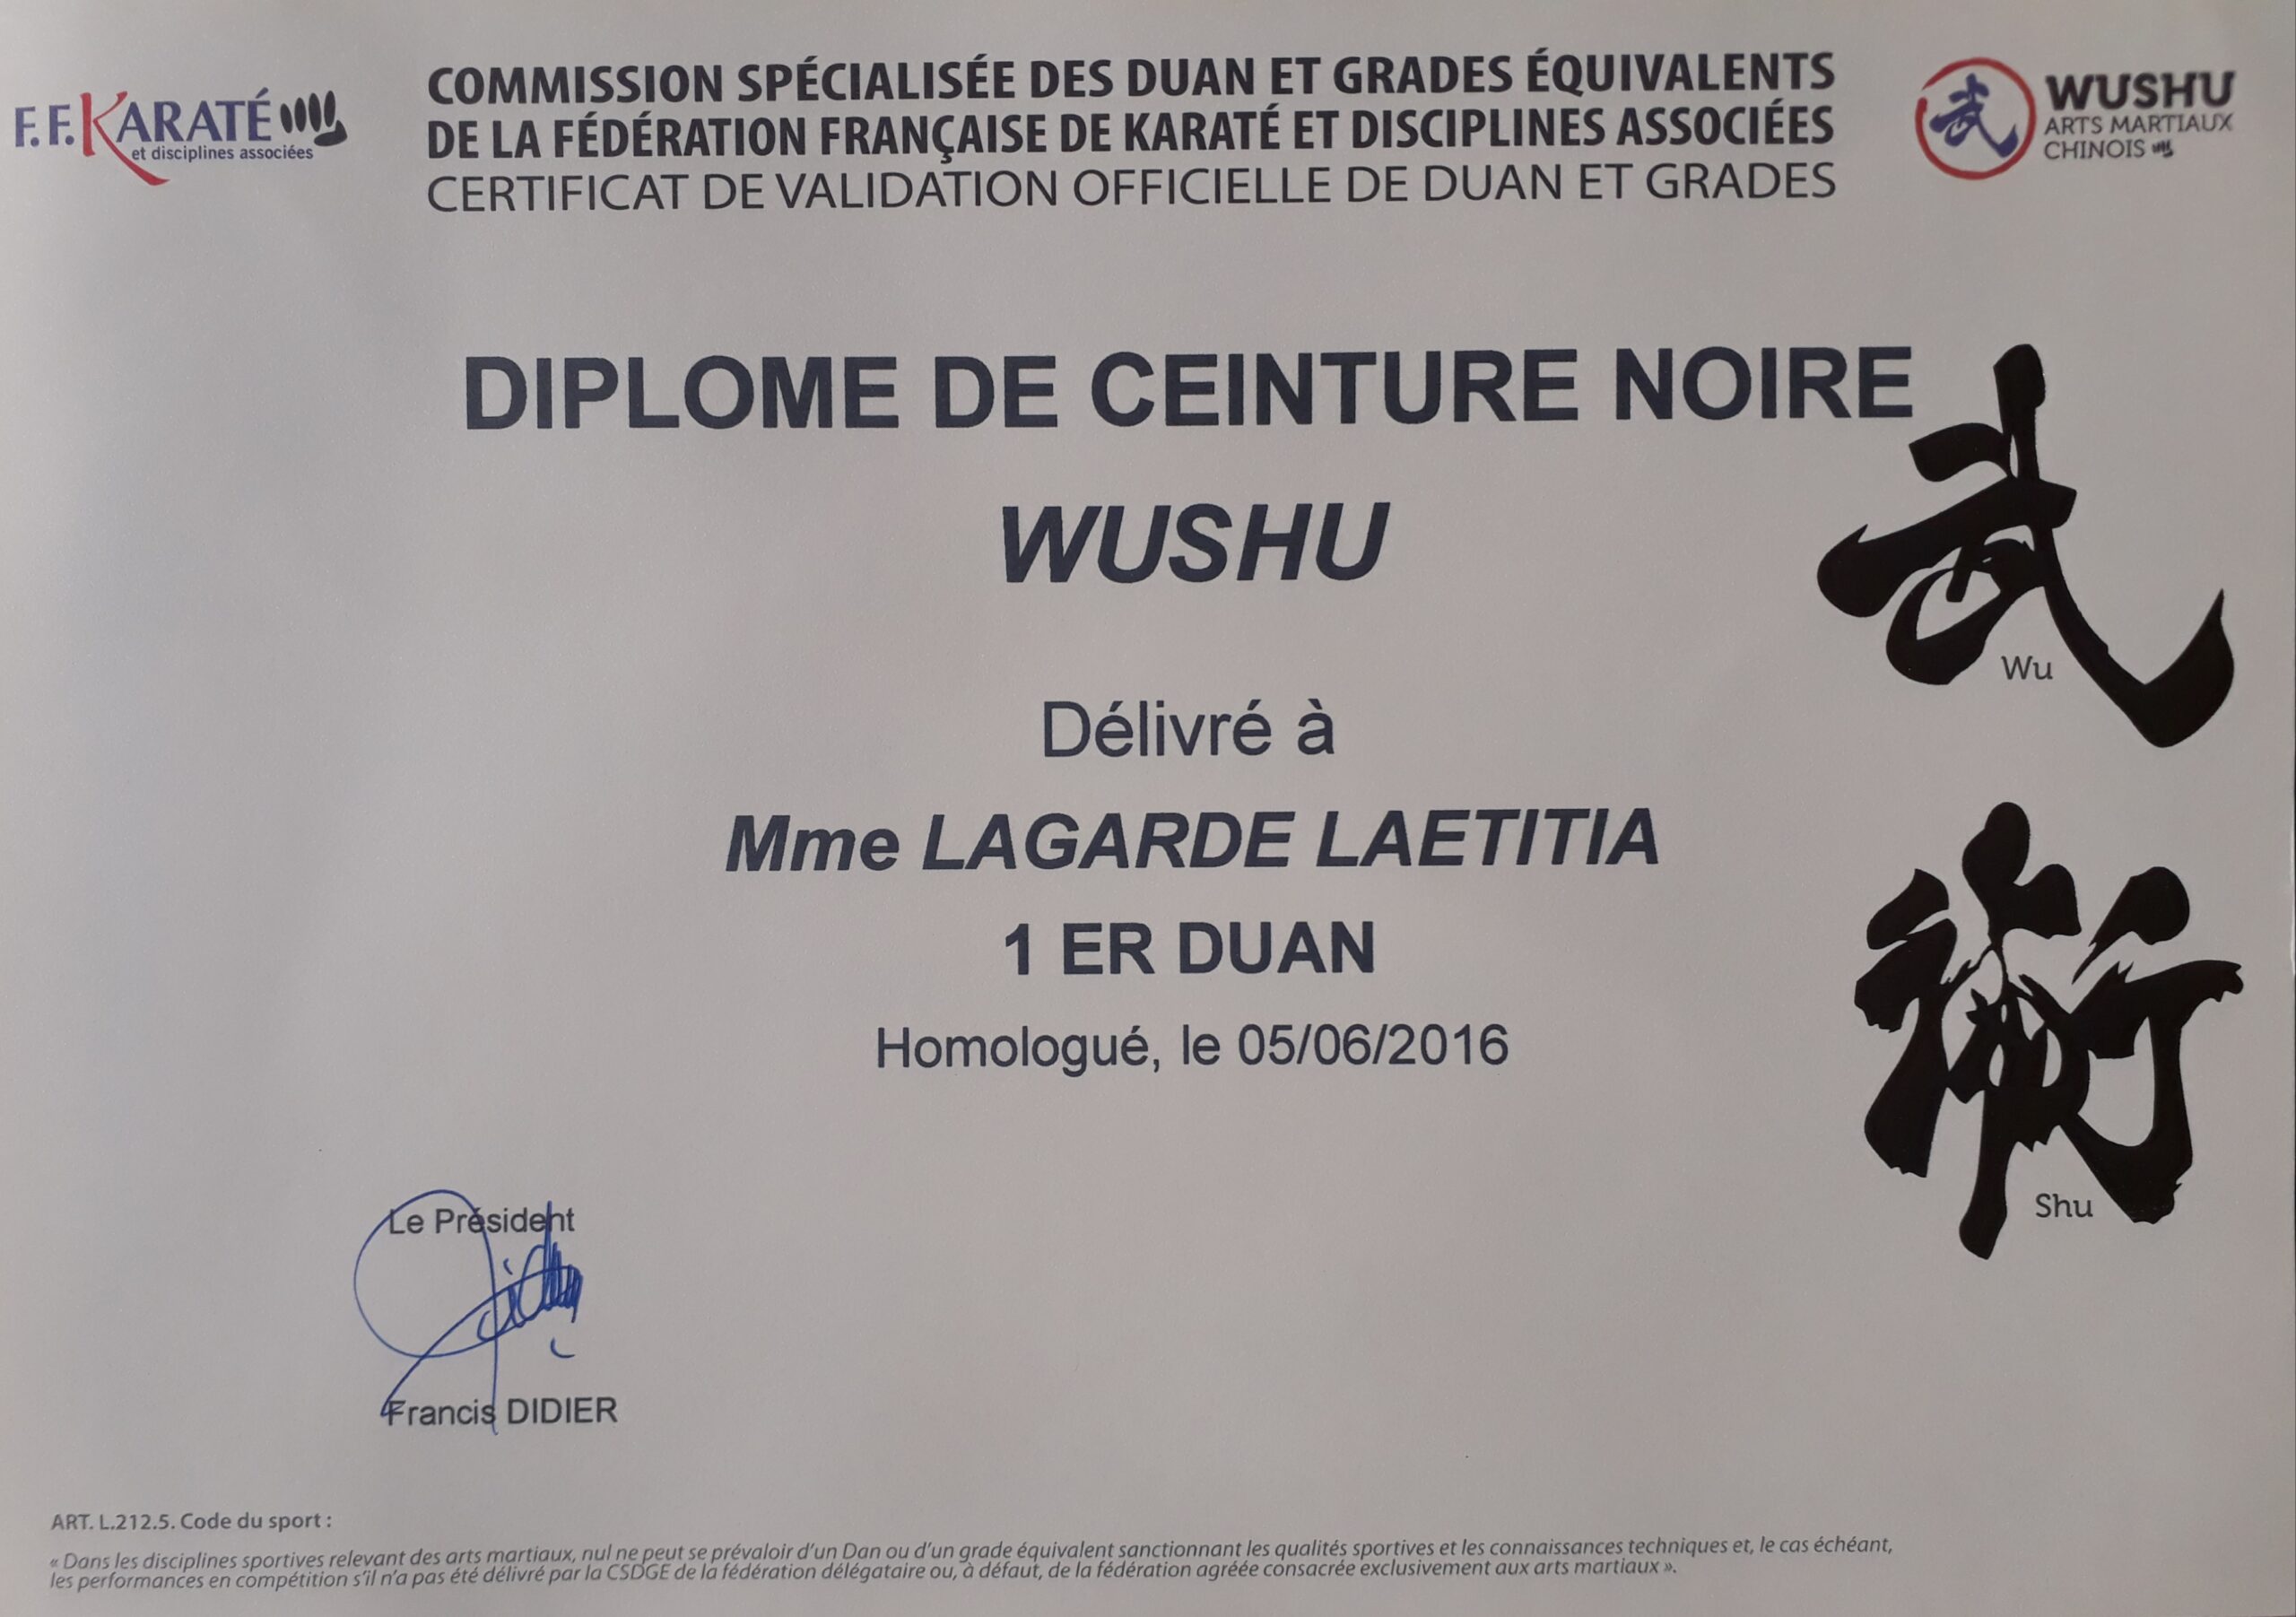 F.F.KARATÉ
et disciplines associées
COMMISSION SPÉCIALISÉE DES DUAN ET GRADES ÉQUIVALENTS
DE LA FÉDÉRATION FRANÇAISE DE KARATÉ ET DISCIPLINES ASSOCIÉES
CERTIFICAT DE VALIDATION OFFICIELLE DE DUAN ET GRADES
武
WUSHU
ARTS MARTIAUX
CHINOIS
DIPLOME DE CEINTURE NOIRE
WUSHU
武
Wu
Délivré à
Mme LAGARDE LAETITIA
1 ER DUAN
Homologué, le 05/06/2016
術
Shu
Le Président
Francis DIDIER
ART. L.212.5. Code du sport :
« Dans les disciplines sportives relevant des arts martiaux, nul ne peut se prévaloir d'un Dan ou d'un grade équivalent sanctionnant les qualités sportives et les connaissances techniques et, le cas échéant,
les performances en compétition s'il n'a pas été délivré par la CSDGE de la fédération délégataire ou, à défaut, de la fédération agréée consacrée exclusivement aux arts martiaux ».